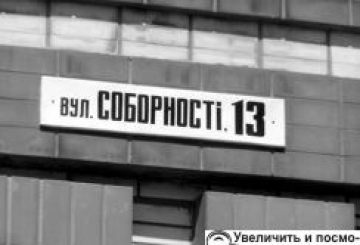 · ВУЛ. СОБОРНОСТІ, 13 ·
Увеличить и посмо-